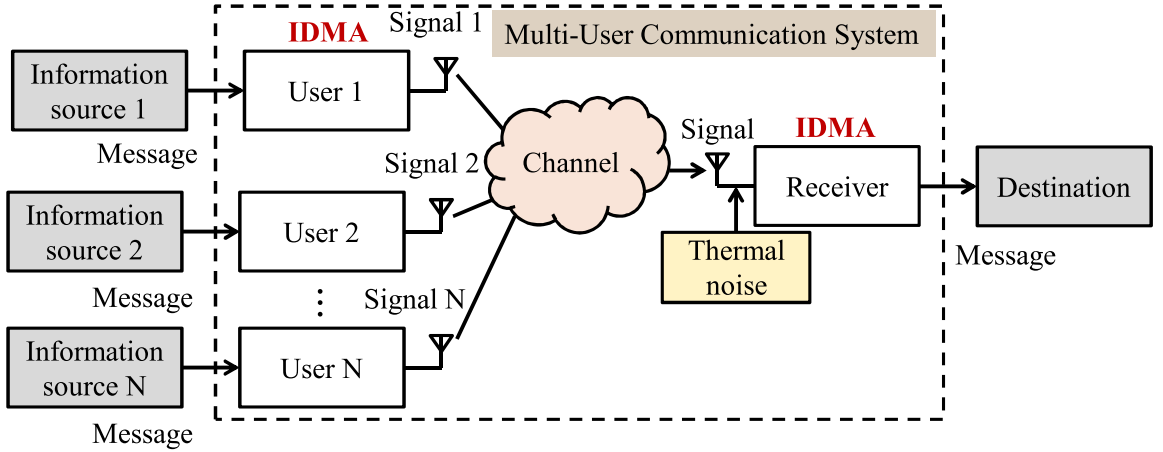 IDMA
Signal 1
Multi-User Communication System
Information
source 1
User 1
Message
Signal 2
Channel
Signal
IDMA
Receiver
Destination
Information
source 2
User 2
Thermal
noise
Message
Message
⋮
Signal N
Information
source N
User N
Message